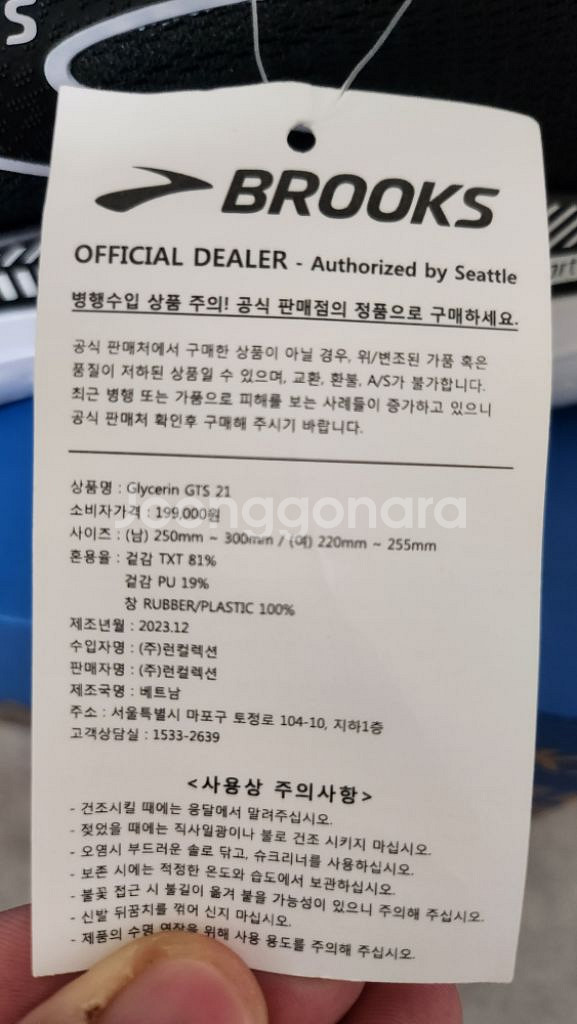 S
BROOKS
OFFICIAL DEALER - Authorized by Seattle
병행수입 상품 주의! 공식 판매점의 정품으로 구매하세요.
공식 판매처에서 구매한 상품이 아닐 경우, 위/변조된 가품 혹은
품질이 저하된 상품일 수 있으며, 교환, 환불, A/S가 불가합니다.
최근 병행 또는 가품으로 피해를 보는 사례들이 증가하고 있으니
공식 판매처 확인후 구매해 주시기 바랍니다.
상품명 : Glycerin GTS 21
소비자가격 : 199,000원
Joonggonara
사이즈 : (남) 250mm ~ 300mm / (여) 220mm ~ 255mm
혼용율 : 겉감 TXT 81%
겉감 PU 19%
창 RUBBER/PLASTIC 100%
제조년월 : 2023.12
수입자명 : (주)런컬렉션
판매자명 : (주)런컬렉션
제조국명 : 베트남
주소 : 서울특별시 마포구 토정로 104-10, 지하1층
고객상담실 : 1533-2639
<사용상 주의사항>
- 건조시킬 때에는 응달에서 말려주십시오.
- 젖었을 때에는 직사일광이나 불로 건조 시키지 마십시오.
- 오염시 부드러운 솔로 닦고, 슈크리너를 사용하십시오.
- 보존 시에는 적정한 온도와 습도에서 보관하십시오.
- 불꽃 접근 시 불길이 옮겨 붙을 가능성이 있으니 주의해 주십시오.
- 신발 뒤꿈치를 꺾어 신지 마십시오.
- 제품의 수명 연장을 위해 사용 용도를 주의해 주십시오.